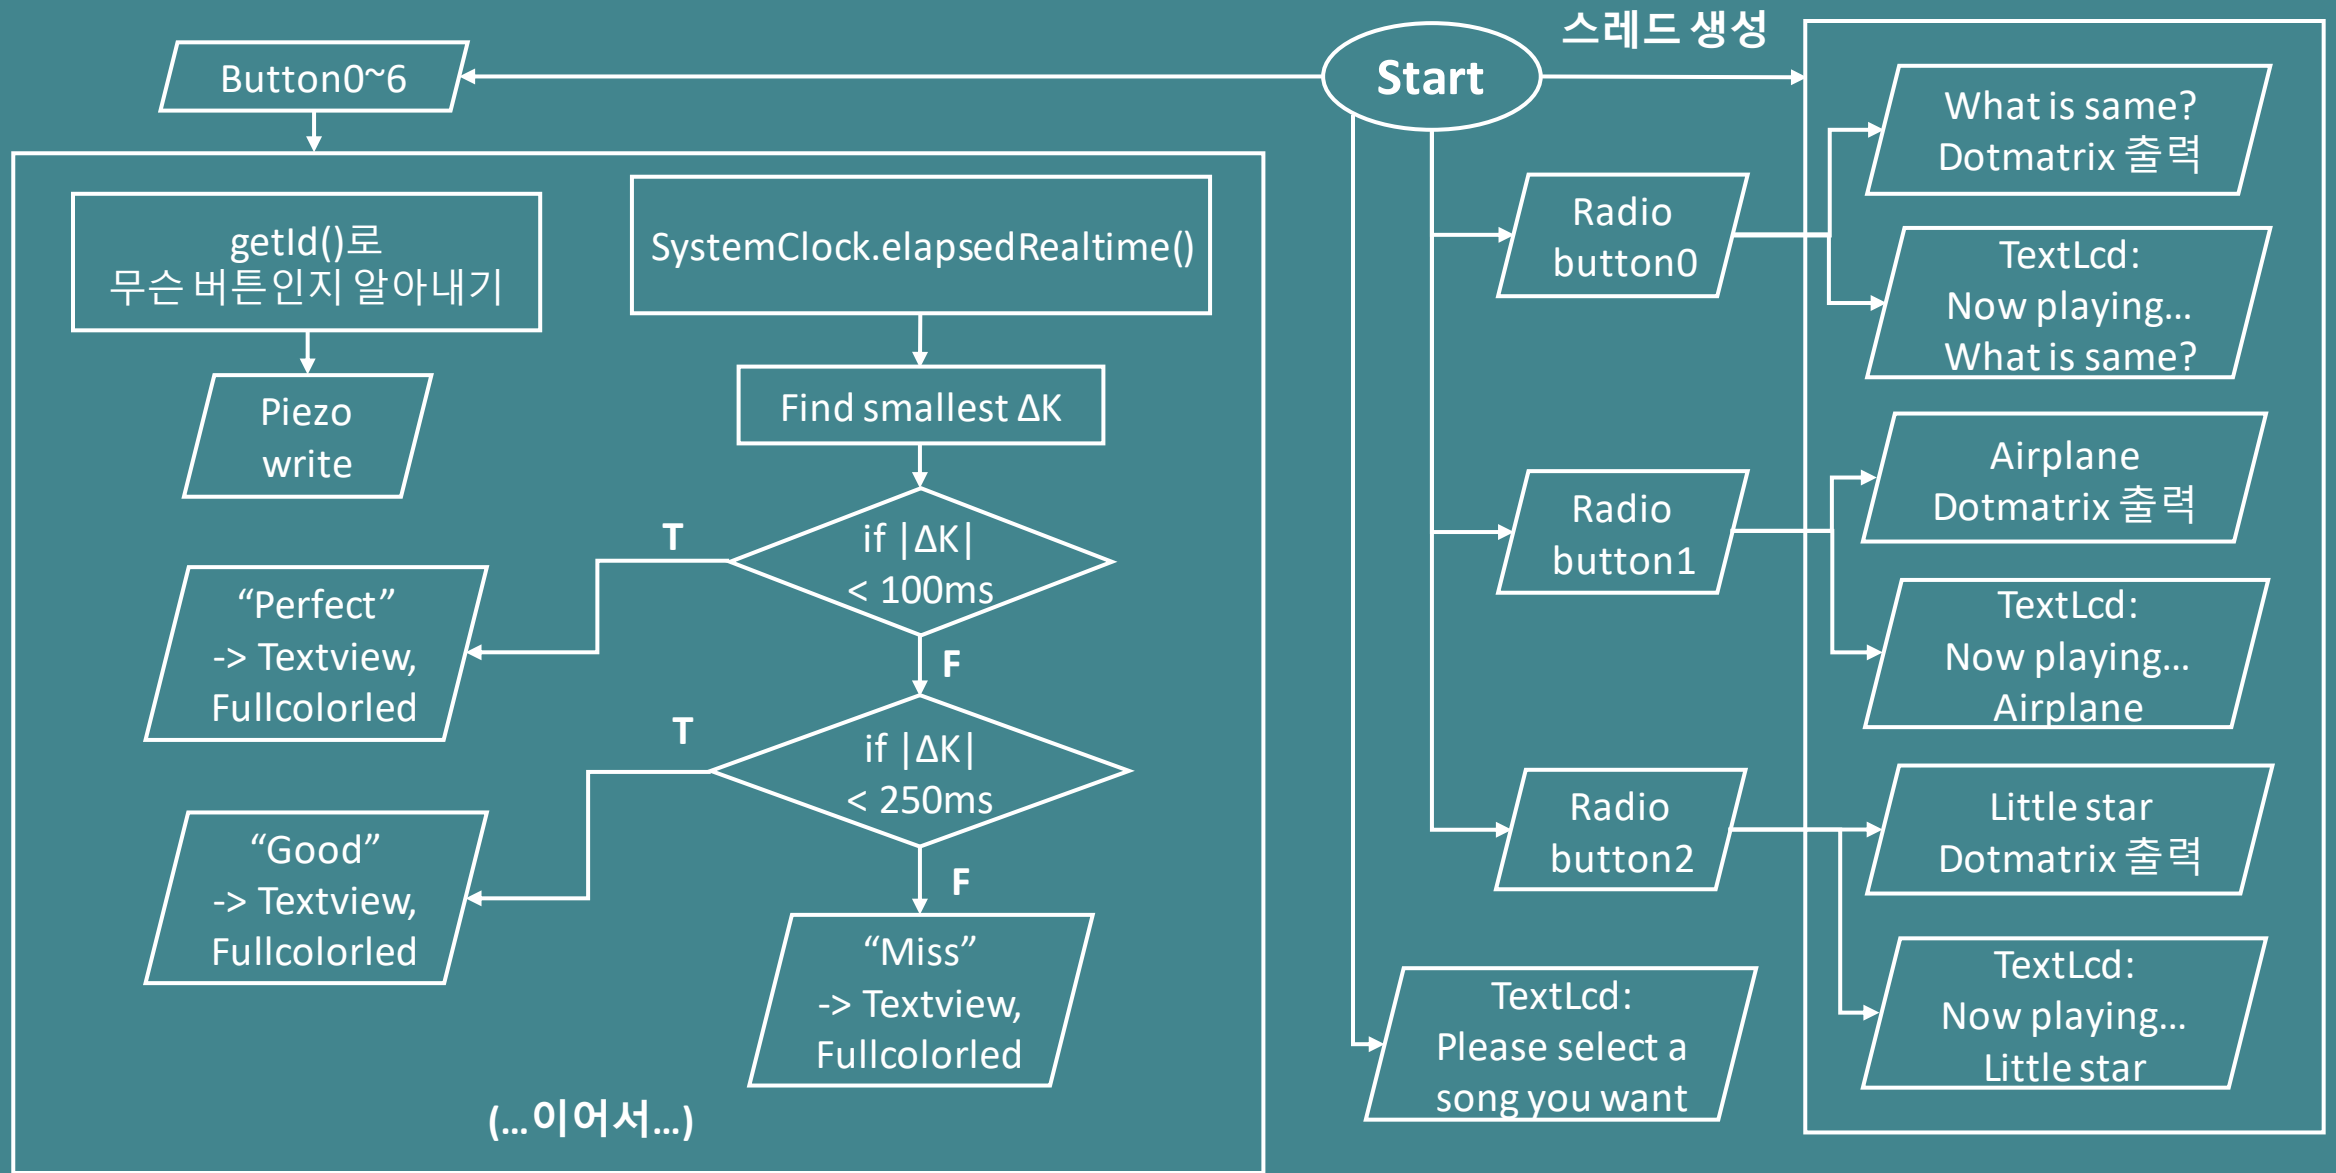 스레드 생성
Start
Button0~6
getId()로
무슨 버튼인지 알아내기
Piezo
write
SystemClock.elapsedRealtime()
Find smallest ΔK
if |ΔK|
< 100ms
T
F
“Perfect”
-> Textview,
Fullcolorled
if |ΔK|
< 250ms
T
F
“Good”
-> Textview,
Fullcolorled
“Miss”
-> Textview,
Fullcolorled
(...이어서...)
Radio
button0
Radio
button1
Radio
button2
TextLcd:
Please select a
song you want
What is same?
Dotmatrix 출력
TextLcd:
Now playing...
What is same?
Airplane
Dotmatrix 출력
TextLcd:
Now playing...
Airplane
Little star
Dotmatrix 출력
TextLcd:
Now playing...
Little star